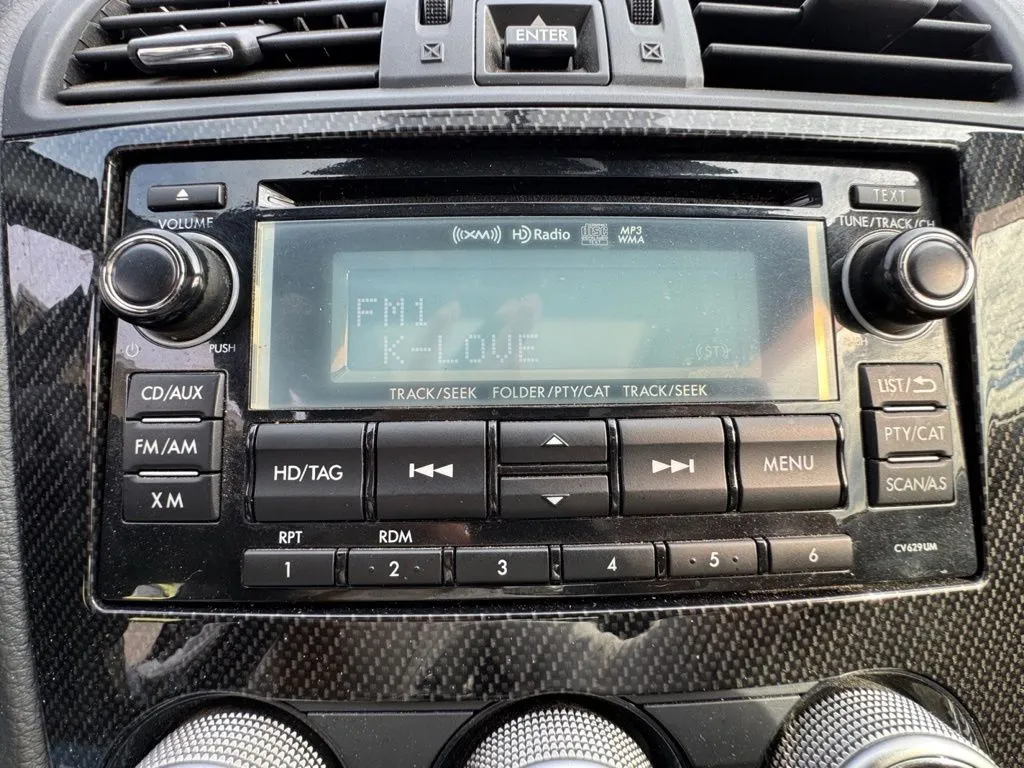 ENTER
TEXT
VOLUME
TUNE/TRACK/CH
((XM)) HD Radio MP3
WMA
FM1
K-LOVE
(ST)
PUSH
TRACK/SEEK FOLDER/PTY/CAT TRACK/SEEK
CD/AUX
LIST/
FM/AM
HD/TAG
MENU
PTY/CAT
XM
SCAN/AS
RPT RDM
1 2 3 4 5 6
CV629UM